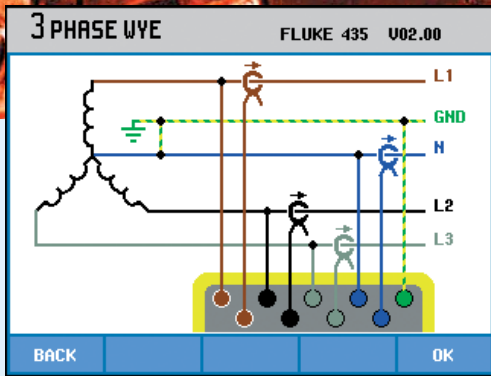 3 PHASE WYE
FLUKE 435 V02.00
L1
GND
N
L2
L3
BACK
OK